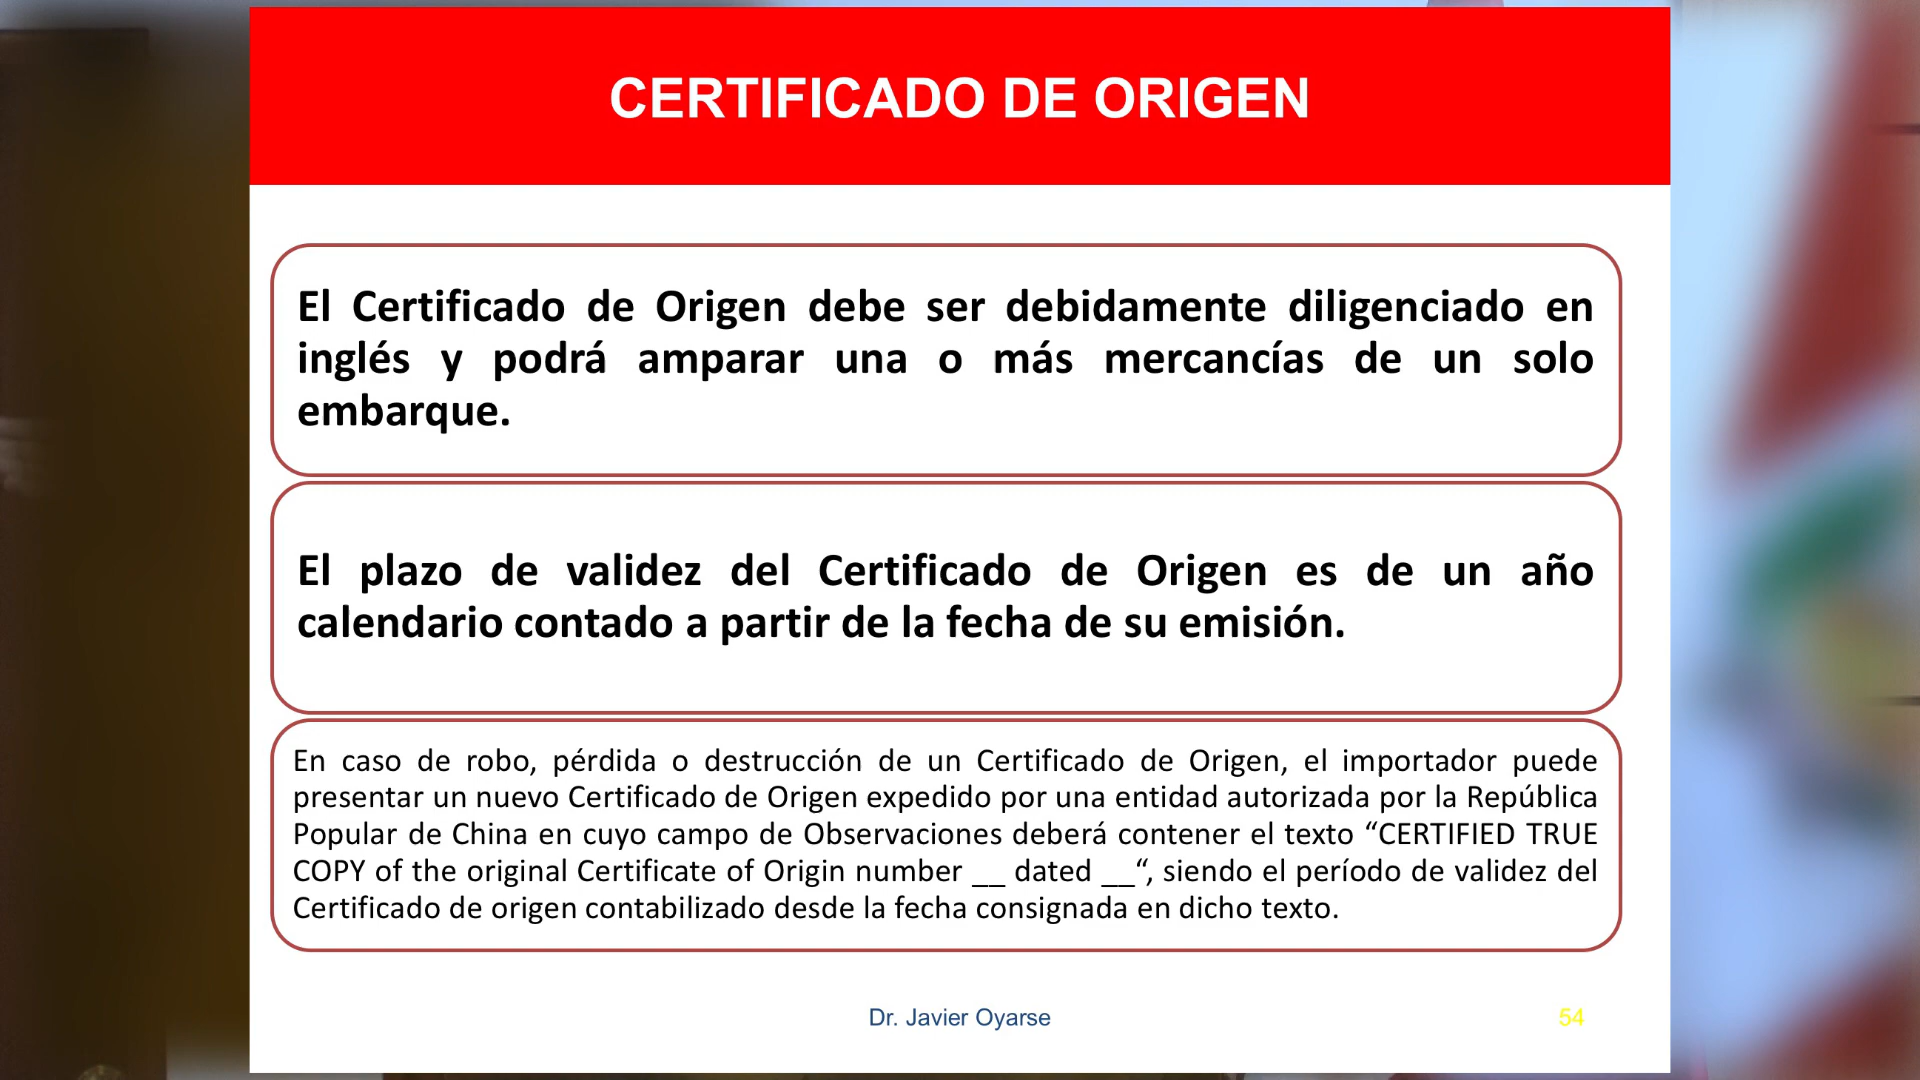 CERTIFICADO DE ORIGEN
El Certificado de Origen debe ser debidamente diligenciado en
inglés y podrá amparar una o más mercancías de un solo
embarque.
El plazo de validez del Certificado de Origen es de un año
calendario contado a partir de la fecha de su emisión.
En caso de robo, pérdida o destrucción de un Certificado de Origen, el importador puede
presentar un nuevo Certificado de Origen expedido por una entidad autorizada por la República
Popular de China en cuyo campo de Observaciones deberá contener el texto “CERTIFIED TRUE
COPY of the original Certificate of Origin number __ dated __“, siendo el período de validez del
Certificado de origen contabilizado desde la fecha consignada en dicho texto.
Dr. Javier Oyarse
54